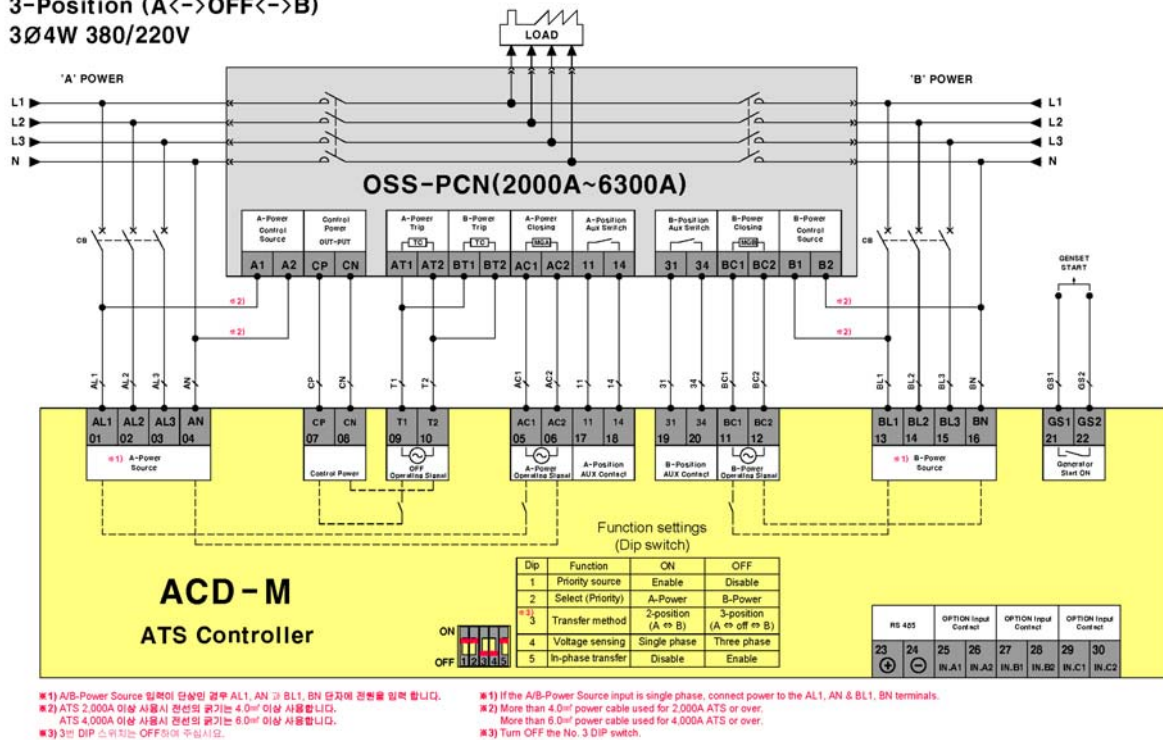 3-Position (A<->OFF<->B)
3Ø4W 380/220V
LOAD
'A' POWER
'B' POWER
L1
L2
L3
N
L1
L2
L3
N
OSS-PCN(2000A~6300A)
A-Power Control Source
Control Power OUT-PUT
A-Power Trip
B-Power Trip
A-Power Closing
A-Position Aux Switch
B-Position Aux Switch
B-Power Closing
B-Power Control Source
TC
TC
MGA
MGB
CB
CB
A1 A2 CP CN AT1 AT2 BT1 BT2 AC1 AC2 11 14
31 34 BC1 BC2 B1 B2
GENSET START
※2)
※2)
※2)
※2)
AL1 AL2 AL3 AN CP CN T1 T2 AC1 AC2 11 14 31 34 BC1 BC2 BL1 BL2 BL3 BN GS1 GS2
AL1 AL2 AL3 AN
01 02 03 04
※1) A-Power Source
CP CN
07 08
Control Power
T1 T2
09 10
OFF Operating Signal
AC1 AC2 11 14
05 06 17 18
A-Power Operating Signal
A-Position AUX Contact
31 34 BC1 BC2
19 20 11 12
B-Position AUX Contact
B-Power Operating Signal
BL1 BL2 BL3 BN
13 14 15 16
※1) B-Power Source
GS1 GS2
21 22
Generator Start ON
Function settings
(Dip switch)
Dip Function ON OFF
1 Priority source Enable Disable
2 Select (Priority) A-Power B-Power
※3) 3 Transfer method 2-position (A ⇔ B) 3-position (A ⇔ off ⇔ B)
4 Voltage sensing Single phase Three phase
5 In-phase transfer Disable Enable
ACD-M
ATS Controller
ON
OFF
1 2 3 4 5
RS 485
OPTION Input Contact
OPTION Input Contact
OPTION Input Contact
23 24 25 26 27 28 29 30
⊕ ⊖ IN.A1 IN.A2 IN.B1 IN.B2 IN.C1 IN.C2
※1) A/B-Power Source 입력이 단상인 경우 AL1, AN 과 BL1, BN 단자에 전원을 입력 합니다.
※2) ATS 2,000A 이상 사용시 전선의 굵기는 4.0㎟ 이상 사용합니다.
ATS 4,000A 이상 사용시 전선의 굵기는 6.0㎟ 이상 사용합니다.
※3) 3번 DIP 스위치는 OFF하여 주십시요.
※1) If the A/B-Power Source input is single phase, connect power to the AL1, AN & BL1, BN terminals.
※2) More than 4.0㎟ power cable used for 2,000A ATS or over.
More than 6.0㎟ power cable used for 4,000A ATS or over.
※3) Turn OFF the No. 3 DIP switch.